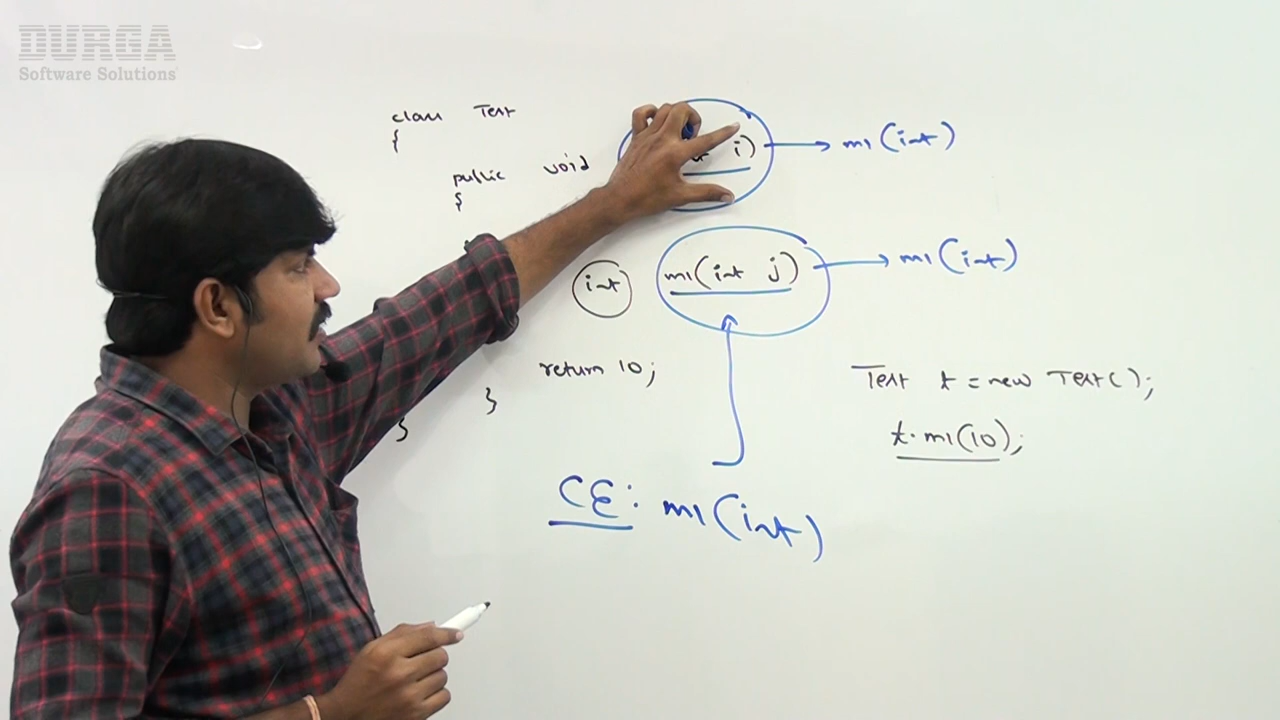 DURGA
Software Solutions
class Test
{
public void i) → m1(int)
{
int m1(int j) → m1(int)
return 10;
}
}
Test t = new Test();
t.m1(10);
CE: m1(int)